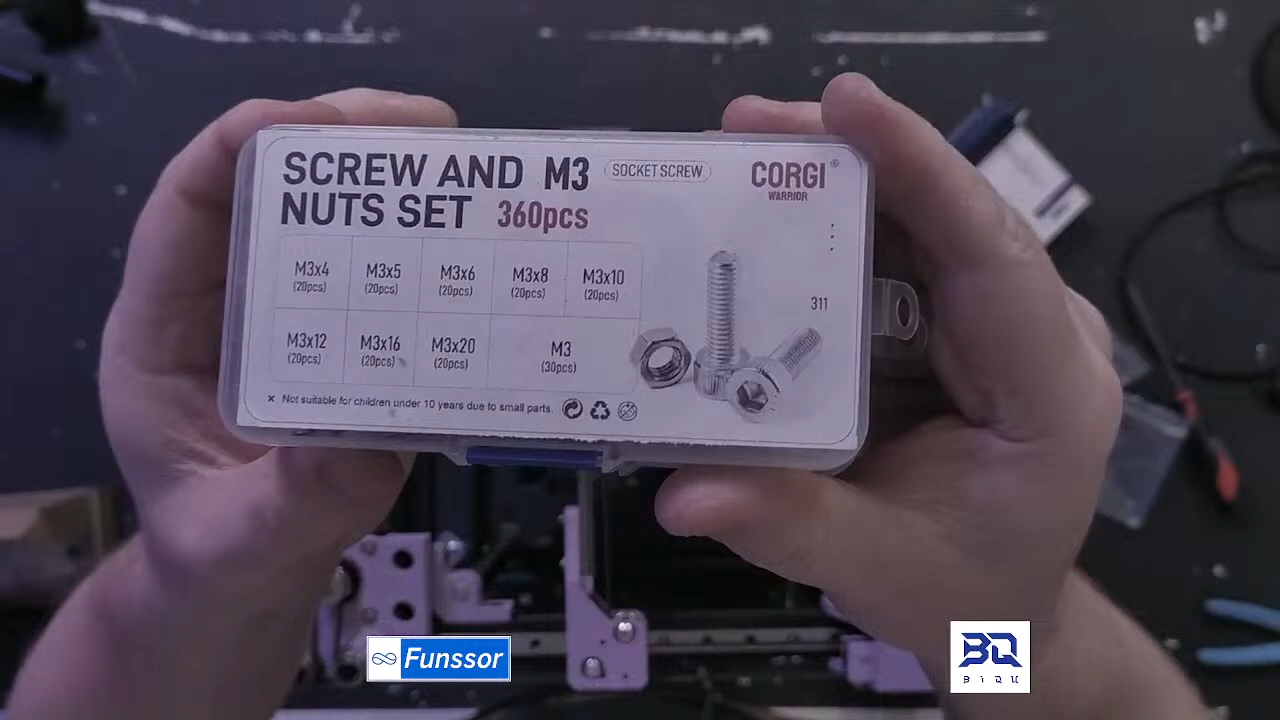 SCREW AND M3 SOCKET SCREW
NUTS SET 360pcs
CORGI®
WARRIOR
M3x4 M3x5 M3x6 M3x8 M3x10
(20pcs) (20pcs) (20pcs) (20pcs) (20pcs)
311
M3x12 M3x16 M3x20 M3
(20pcs) (20pcs) (20pcs) (30pcs)
× Not suitable for children under 10 years due to small parts.
Funssor
BQ
BIQU